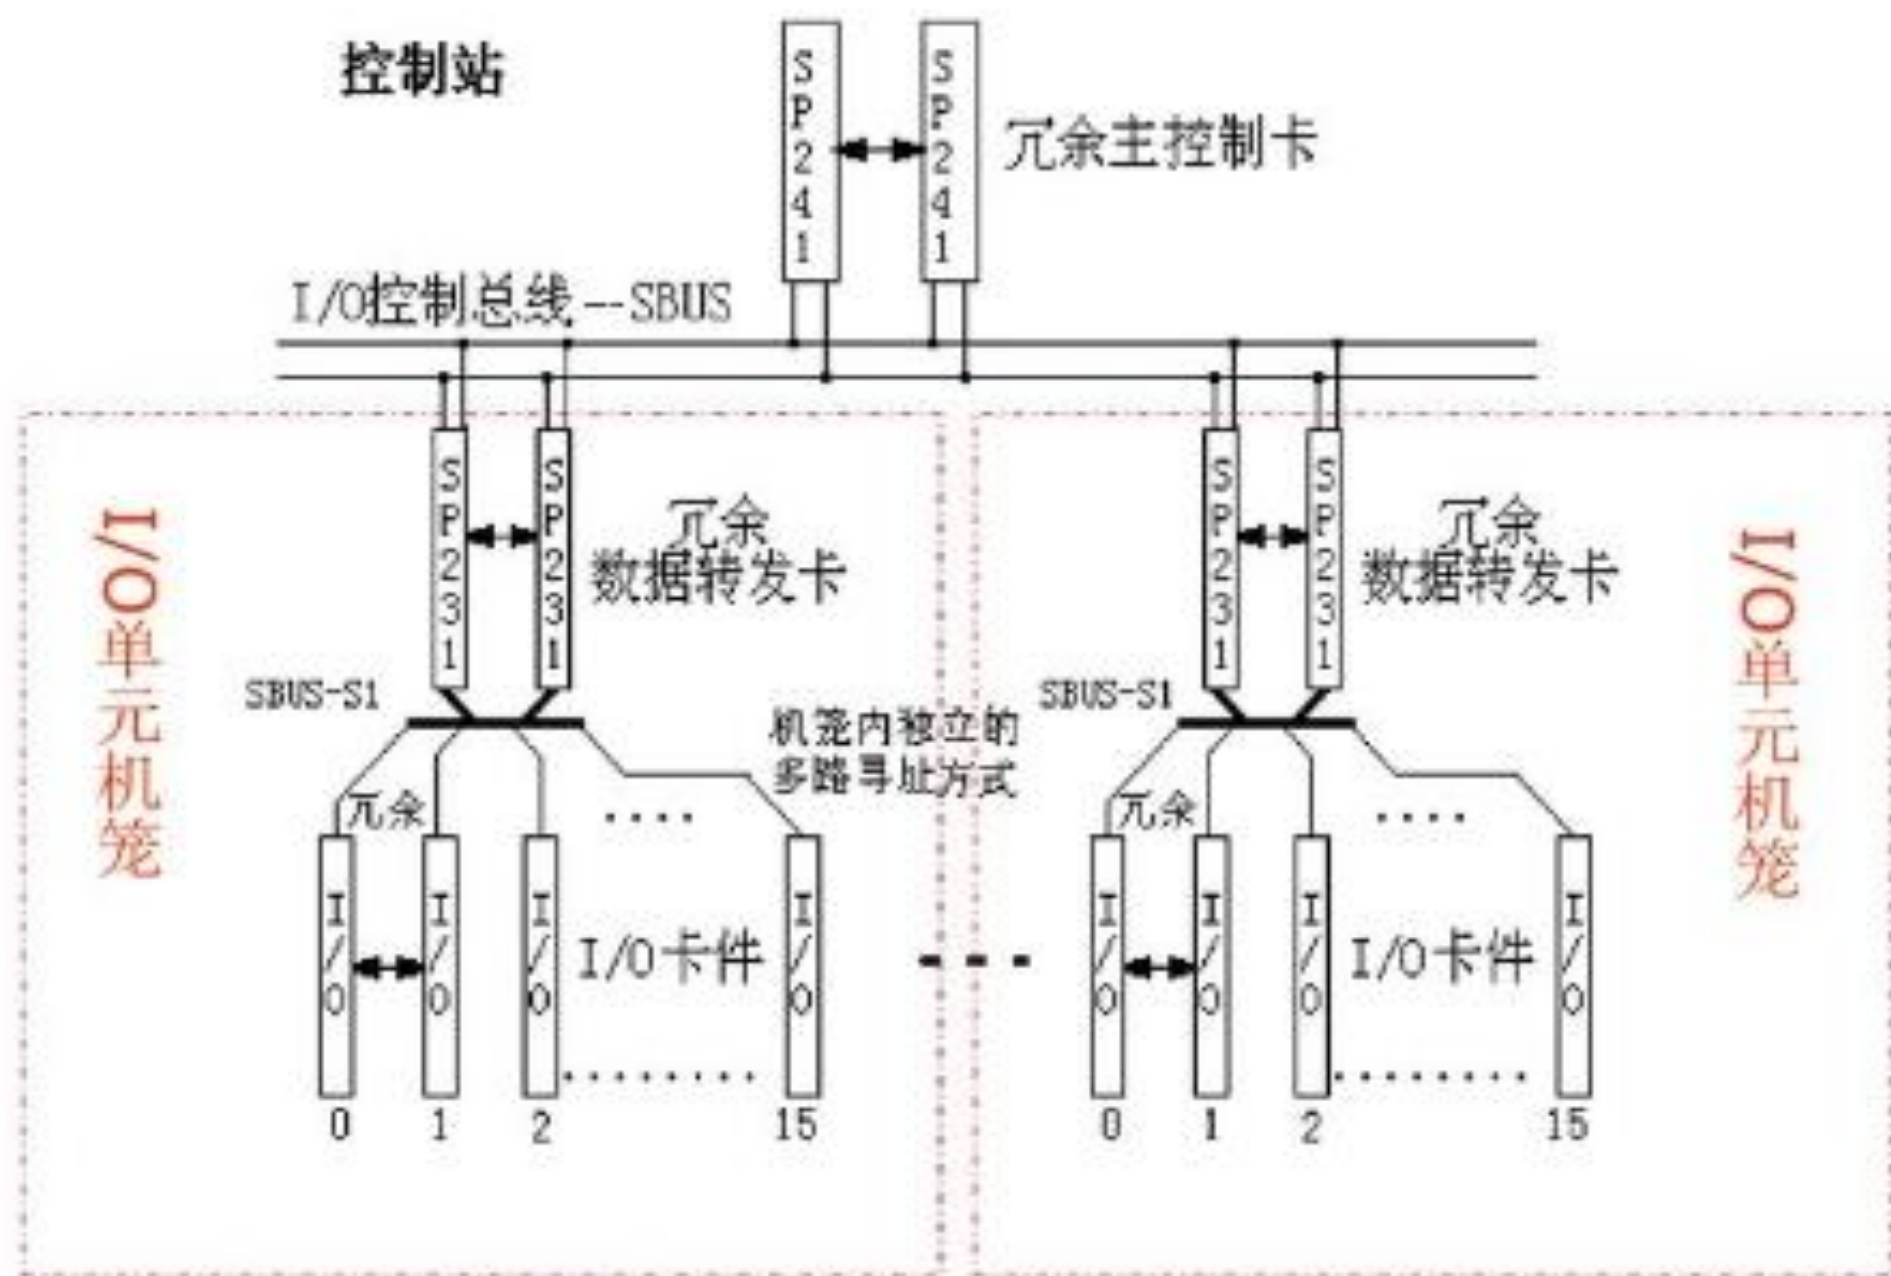 控制站
SP241
SP241
冗余主控制卡
I/O控制总线--SBUS
SP231
SP231
冗余
数据转发卡
SP231
SP231
冗余
数据转发卡
I/O单元机笼
I/O单元机笼
SBUS-S1
机笼内独立的
多路寻址方式
SBUS-S1
冗余
....
冗余
....
I/O
I/O
I/O
I/O卡件
I/O
I/O
I/O
I/O
I/O卡件
I/O
0 1 2 15
0 1 2 15